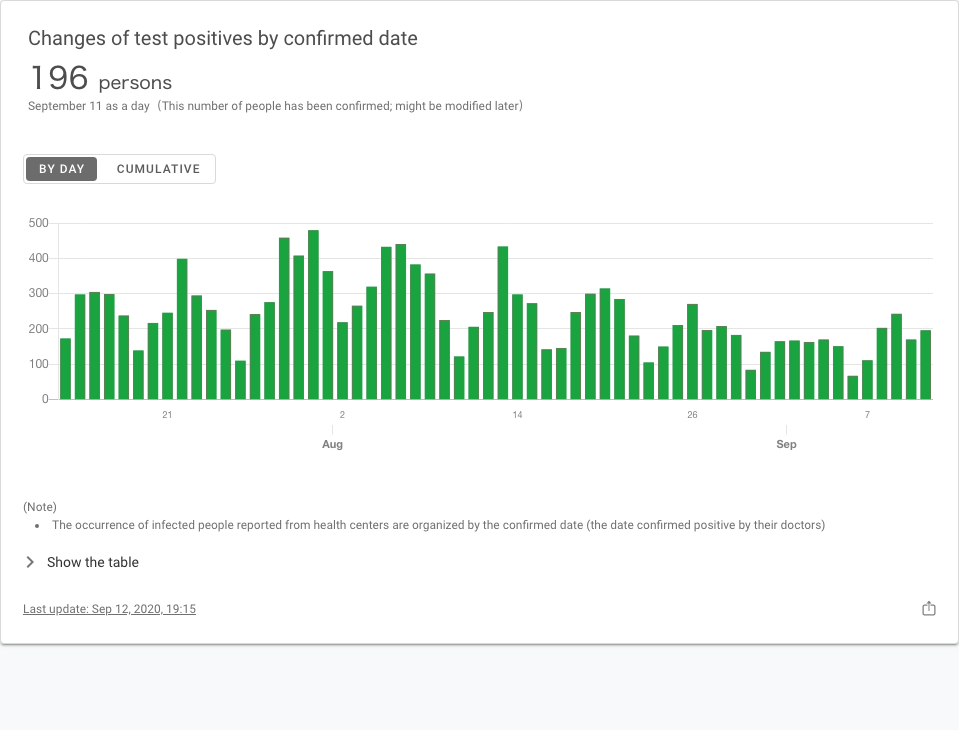 Changes of test positives by confirmed date
196 persons
September 11 as a day (This number of people has been confirmed; might be modified later)
BY DAY CUMULATIVE
500
400
300
200
100
0
21 2 14 26 7
Aug Sep
(Note)
• The occurrence of infected people reported from health centers are organized by the confirmed date (the date confirmed positive by their doctors)
Show the table
Last update: Sep 12, 2020, 19:15